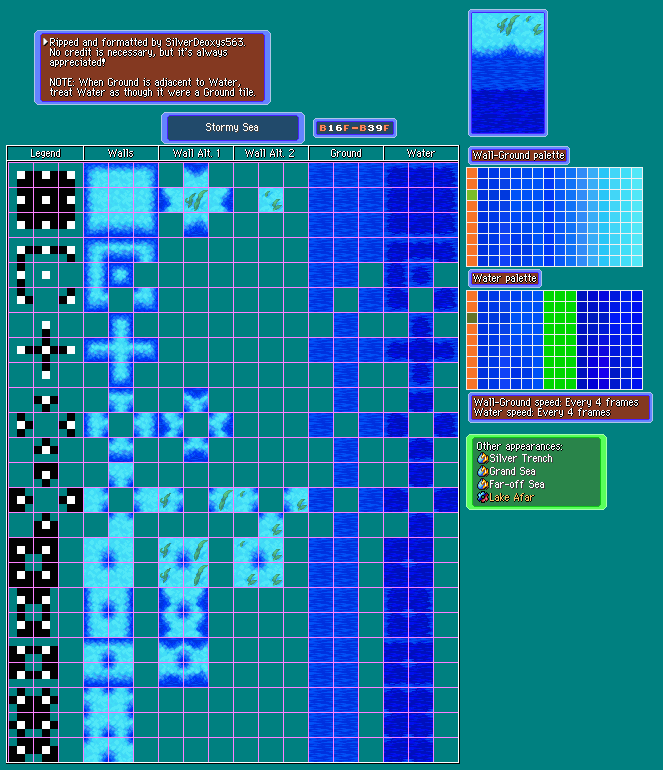 Ripped and formatted by SilverDeoxys563.
No credit is necessary, but it's always
appreciated!
NOTE: When Ground is adjacent to Water,
treat Water as though it were a Ground tile.
Stormy Sea
B16F-B39F
Legend Walls Wall Alt. 1 Wall Alt. 2 Ground Water
Wall-Ground palette
Water palette
Wall-Ground speed: Every 4 frames
Water speed: Every 4 frames
Other appearances:
Silver Trench
Grand Sea
Far-off Sea
Lake Afar